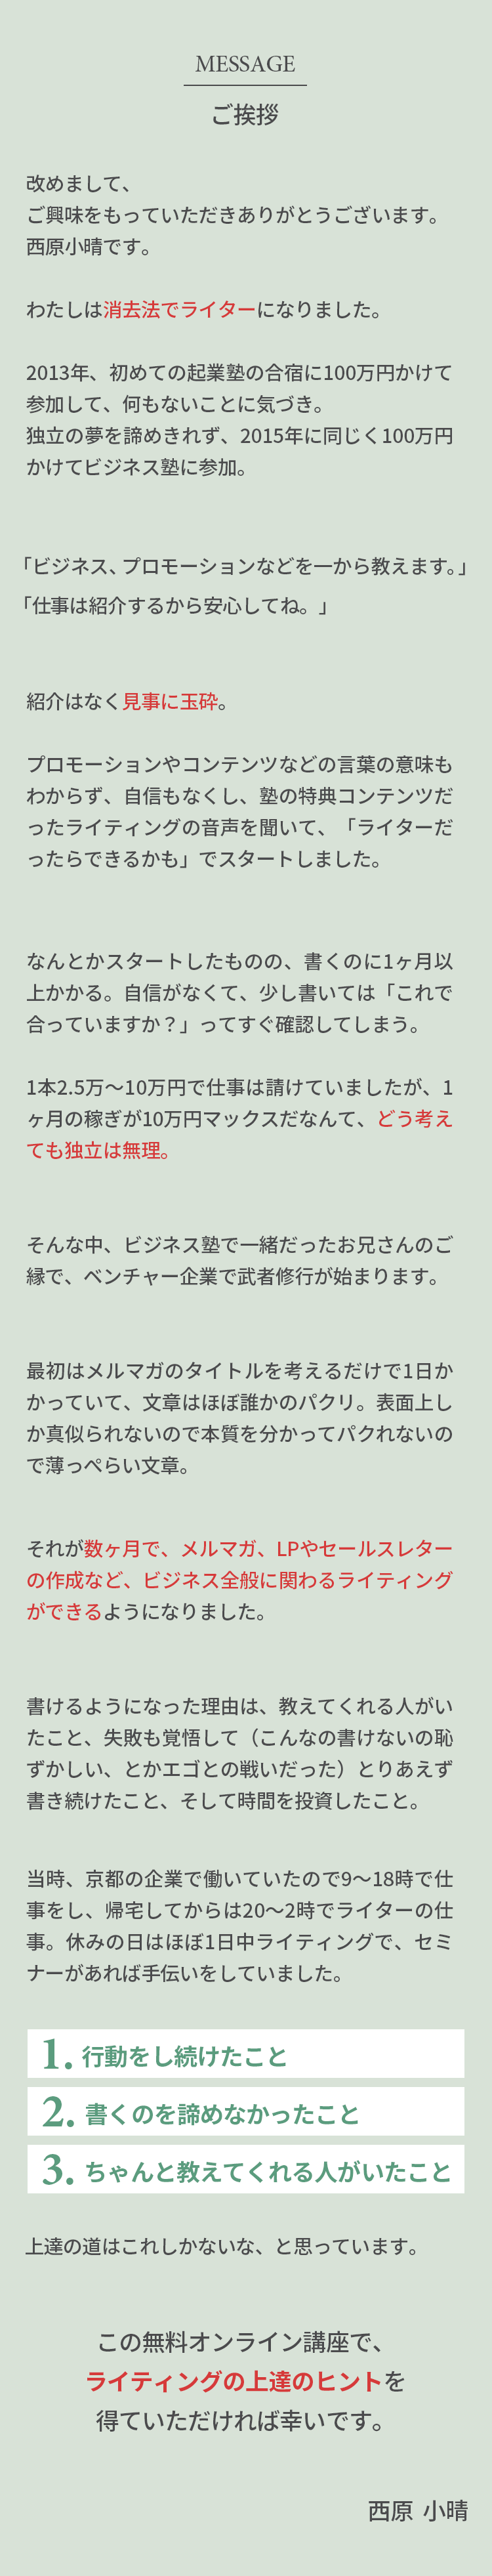 MESSAGE
ご挨拶
改めまして、
ご興味をもっていただきありがとうございます。
西原小晴です。
わたしは消去法でライターになりました。
2013年、初めての起業塾の合宿に100万円かけて
参加して、何もないことに気づき。
独立の夢を諦めきれず、2015年に同じく100万円
かけてビジネス塾に参加。
「ビジネス、プロモーションなどを一から教えます。」
「仕事は紹介するから安心してね。」
紹介はなく見事に玉砕。
プロモーションやコンテンツなどの言葉の意味も
わからず、自信もなくし、塾の特典コンテンツだ
ったライティングの音声を聞いて、「ライターだ
ったらできるかも」でスタートしました。
なんとかスタートしたものの、書くのに1ヶ月以
上かかる。自信がなくて、少し書いては「これで
合っていますか？」ってすぐ確認してしまう。
1本2.5万〜10万円で仕事は請けていましたが、1
ヶ月の稼ぎが10万円マックスだなんて、どう考え
ても独立は無理。
そんな中、ビジネス塾で一緒だったお兄さんのご
縁で、ベンチャー企業で武者修行が始まります。
最初はメルマガのタイトルを考えるだけで1日か
かっていて、文章はほぼ誰かのパクリ。表面上し
か真似られないので本質を分かってパクれないの
で薄っぺらい文章。
それが数ヶ月で、メルマガ、LPやセールスレター
の作成など、ビジネス全般に関わるライティング
ができるようになりました。
書けるようになった理由は、教えてくれる人がい
たこと、失敗も覚悟して（こんなの書けないの恥
ずかしい、とかエゴとの戦いだった）とりあえず
書き続けたこと、そして時間を投資したこと。
当時、京都の企業で働いていたので9〜18時で仕
事をし、帰宅してからは20〜2時でライターの仕
事。休みの日はほぼ1日中ライティングで、セミ
ナーがあれば手伝いをしていました。
1. 行動をし続けたこと
2. 書くのを諦めなかったこと
3. ちゃんと教えてくれる人がいたこと
上達の道はこれしかないな、と思っています。
この無料オンライン講座で、
ライティングの上達のヒントを
得ていただければ幸いです。
西原 小晴